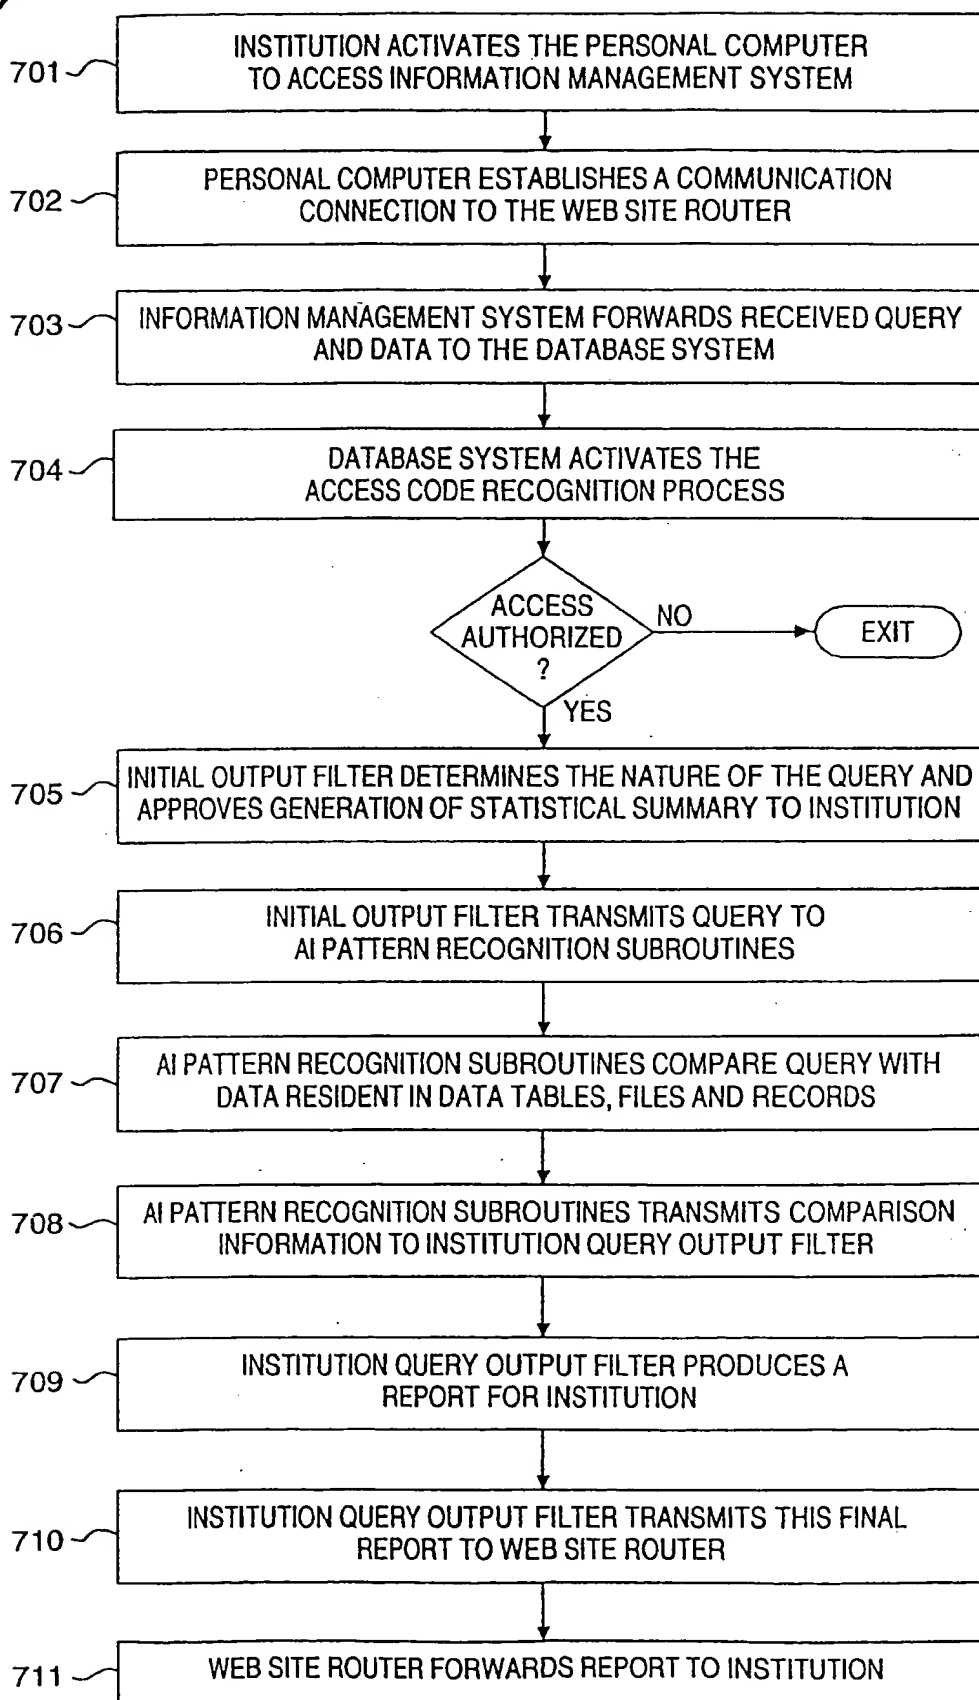 701
INSTITUTION ACTIVATES THE PERSONAL COMPUTER
TO ACCESS INFORMATION MANAGEMENT SYSTEM
702
PERSONAL COMPUTER ESTABLISHES A COMMUNICATION
CONNECTION TO THE WEB SITE ROUTER
703
INFORMATION MANAGEMENT SYSTEM FORWARDS RECEIVED QUERY
AND DATA TO THE DATABASE SYSTEM
704
DATABASE SYSTEM ACTIVATES THE
ACCESS CODE RECOGNITION PROCESS
ACCESS
AUTHORIZED
?
NO
EXIT
YES
705
INITIAL OUTPUT FILTER DETERMINES THE NATURE OF THE QUERY AND
APPROVES GENERATION OF STATISTICAL SUMMARY TO INSTITUTION
706
INITIAL OUTPUT FILTER TRANSMITS QUERY TO
AI PATTERN RECOGNITION SUBROUTINES
707
AI PATTERN RECOGNITION SUBROUTINES COMPARE QUERY WITH
DATA RESIDENT IN DATA TABLES, FILES AND RECORDS
708
AI PATTERN RECOGNITION SUBROUTINES TRANSMITS COMPARISON
INFORMATION TO INSTITUTION QUERY OUTPUT FILTER
709
INSTITUTION QUERY OUTPUT FILTER PRODUCES A
REPORT FOR INSTITUTION
710
INSTITUTION QUERY OUTPUT FILTER TRANSMITS THIS FINAL
REPORT TO WEB SITE ROUTER
711
WEB SITE ROUTER FORWARDS REPORT TO INSTITUTION